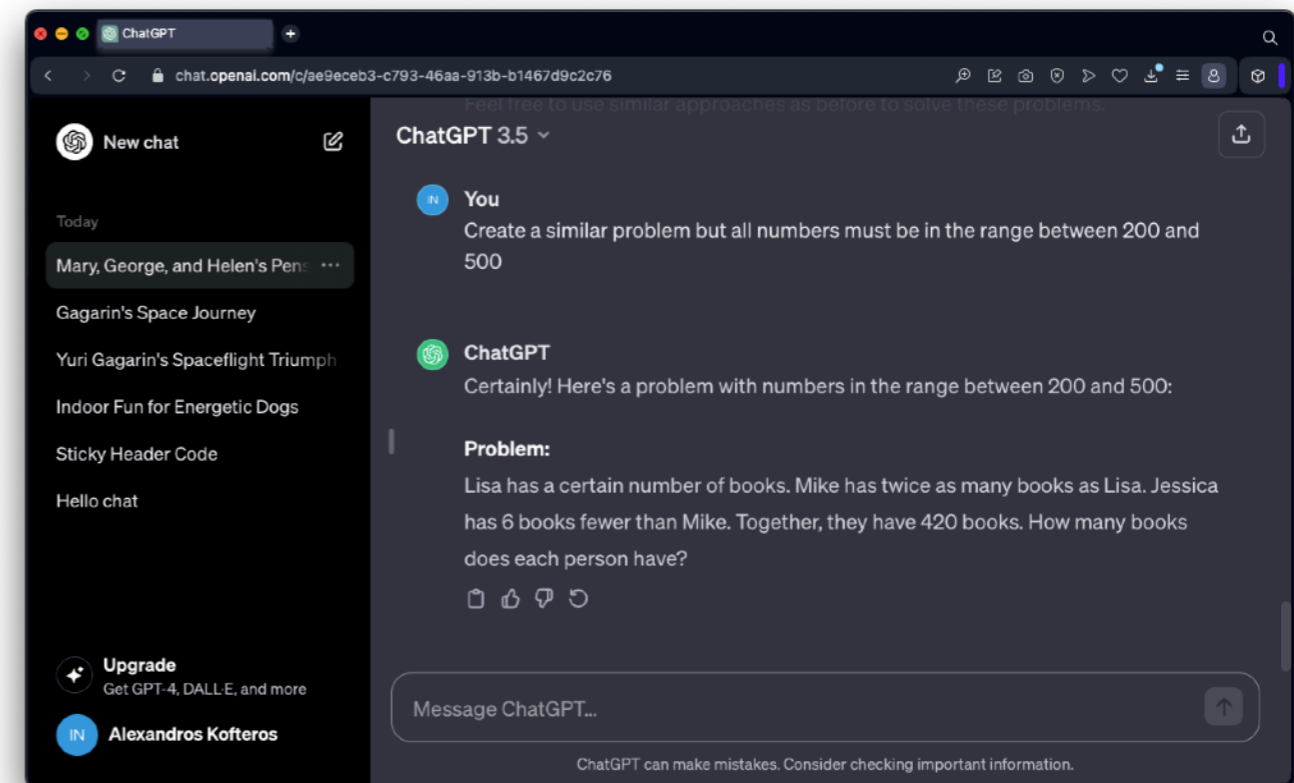 ChatGPT
chat.openai.com/c/ae9eceb3-c793-46aa-913b-b1467d9c2c76
New chat
Today
Mary, George, and Helen's Pens
Gagarin's Space Journey
Yuri Gagarin's Spaceflight Triumph
Indoor Fun for Energetic Dogs
Sticky Header Code
Hello chat
Upgrade
Get GPT-4, DALL·E, and more
IN
Alexandros Kofteros
Feel free to use similar approaches as before to solve these problems.
ChatGPT 3.5
IN
You
Create a similar problem but all numbers must be in the range between 200 and
500
ChatGPT
Certainly! Here's a problem with numbers in the range between 200 and 500:
Problem:
Lisa has a certain number of books. Mike has twice as many books as Lisa. Jessica
has 6 books fewer than Mike. Together, they have 420 books. How many books
does each person have?
Message ChatGPT...
ChatGPT can make mistakes. Consider checking important information.